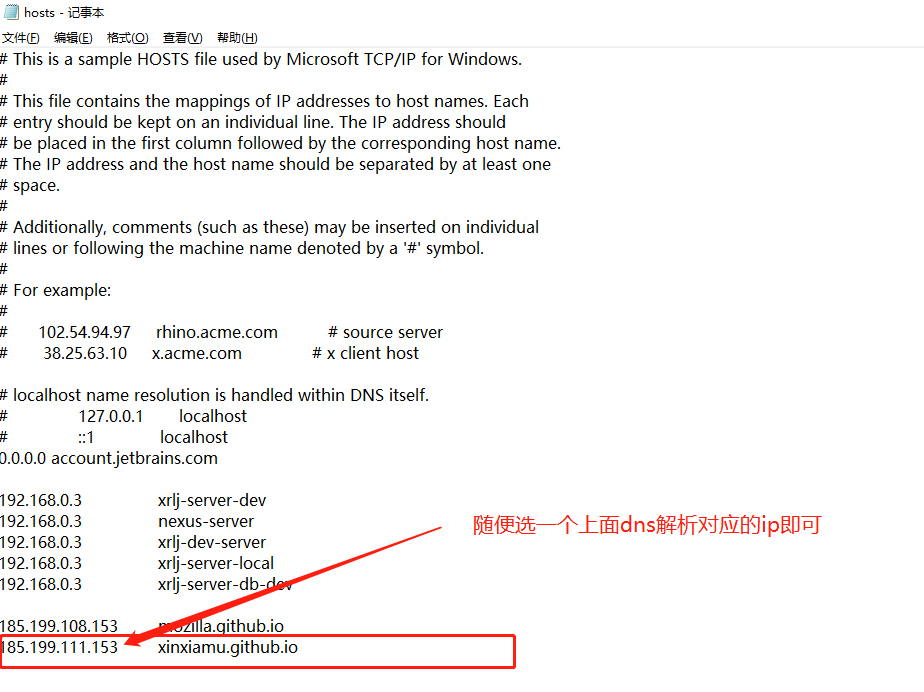 hosts - 记事本
文件(F) 编辑(E) 格式(O) 查看(V) 帮助(H)
# This is a sample HOSTS file used by Microsoft TCP/IP for Windows.
#
# This file contains the mappings of IP addresses to host names. Each
# entry should be kept on an individual line. The IP address should
# be placed in the first column followed by the corresponding host name.
# The IP address and the host name should be separated by at least one
# space.
#
# Additionally, comments (such as these) may be inserted on individual
# lines or following the machine name denoted by a '#' symbol.
#
# For example:
#
# 102.54.94.97 rhino.acme.com # source server
# 38.25.63.10 x.acme.com # x client host
# localhost name resolution is handled within DNS itself.
# 127.0.0.1 localhost
# ::1 localhost
0.0.0.0 account.jetbrains.com
192.168.0.3 xrlj-server-dev
192.168.0.3 nexus-server
192.168.0.3 xrlj-dev-server
192.168.0.3 xrlj-server-local
192.168.0.3 xrlj-server-db-dev
随便选一个上面dns解析对应的ip即可
185.199.108.153 mozilla.github.io
185.199.111.153 xinxiamu.github.io